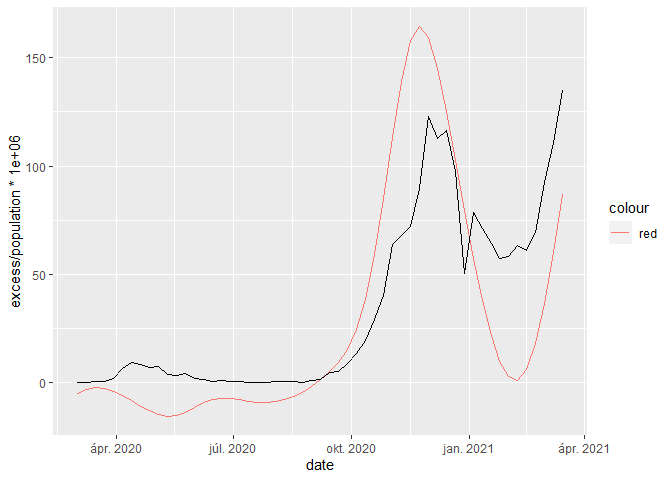 excess/population * 1e+06
150
100
50
0
ápr. 2020
júl. 2020
okt. 2020
jan. 2021
ápr. 2021
date
colour
red